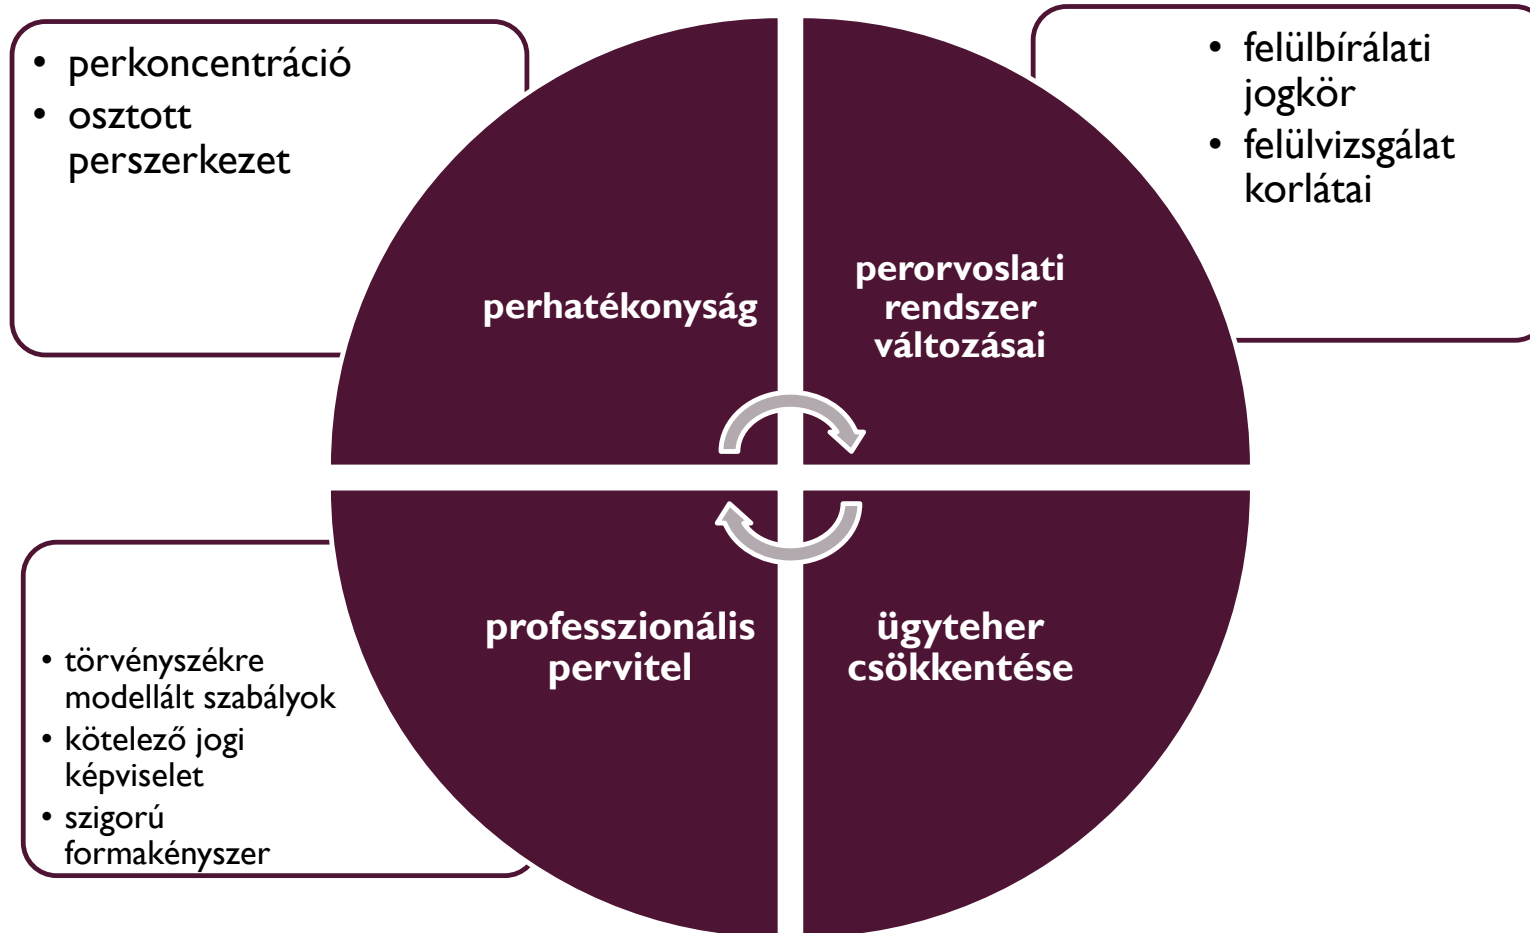 • perkoncentráció
• osztott
perszerkezet
• felülbírálati
jogkör
• felülvizsgálat
korlátai
perhatékonyság
perorvoslati
rendszer
változásai
professzionális
pervitel
ügyteher
csökkentése
• törvényszékre
modellált szabályok
• kötelező jogi
képviselet
• szigorú
formakényszer